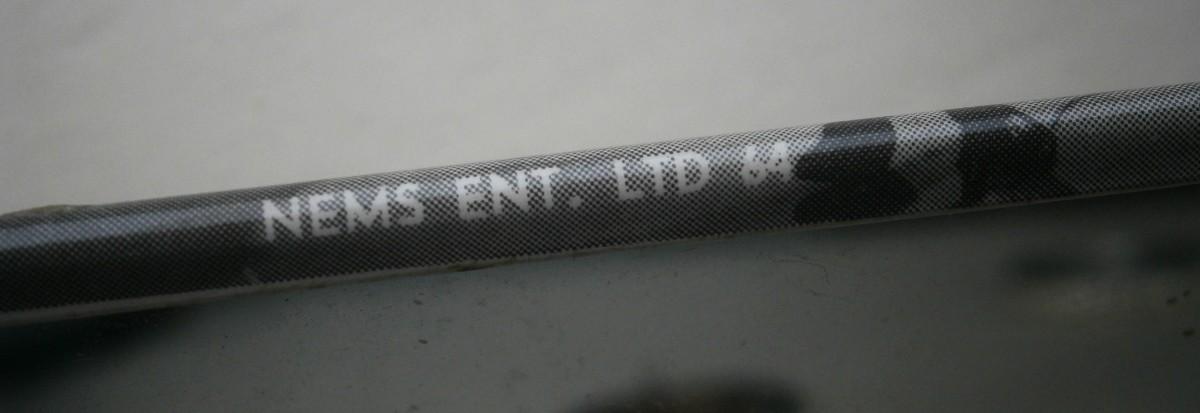 NEMS ENT. LTD 64